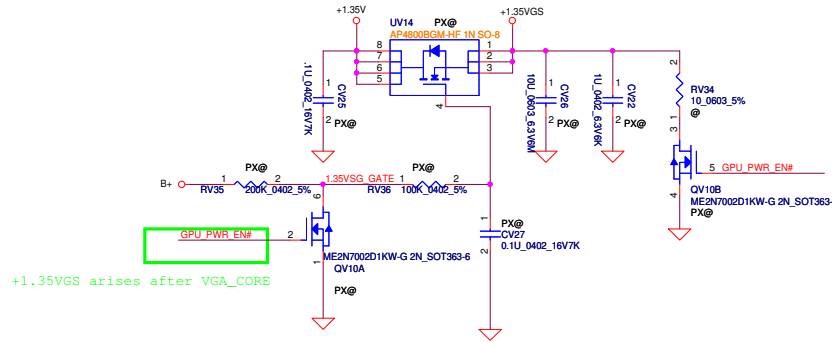 +1.35V
+1.35VGS
UV14
PX@
AP4800BGM-HF 1N SO-8
8
7
6
5
1
2
3
4
1
CV25
.1U_0402_16V7K
2
PX@
1
CV26
10U_0603_6.3V6M
2
PX@
1
CV22
1U_0402_6.3V6K
2
PX@
2
RV34
10_0603_5%
1
@
3
5
GPU_PWR_EN#
QV10B
ME2N7002D1KW-G 2N_SOT363-
PX@
4
B+
1
PX@
2
RV35
200K_0402_5%
1.35VSG_GATE
PX@
1
2
RV36
100K_0402_5%
6
GPU_PWR_EN#
2
1
ME2N7002D1KW-G 2N_SOT363-6
QV10A
PX@
1
PX@
CV27
0.1U_0402_16V7K
2
+1.35VGS arises after VGA_CORE